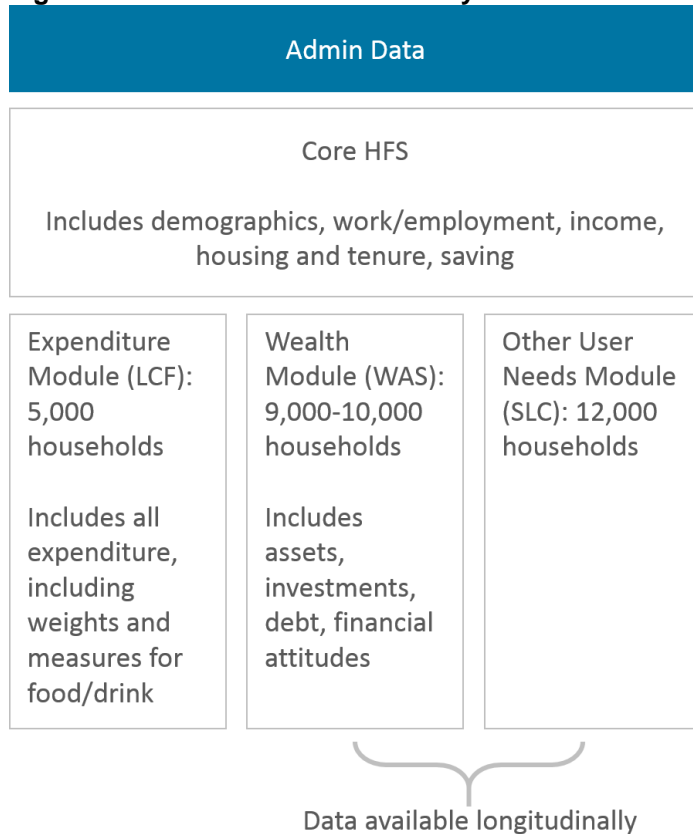 Admin Data
Core HFS
Includes demographics, work/employment, income,
housing and tenure, saving
Expenditure
Module (LCF):
5,000
households
Includes all
expenditure,
including
weights and
measures for
food/drink
Wealth
Module (WAS):
9,000-10,000
households
Includes
assets,
investments,
debt, financial
attitudes
Other User
Needs Module
(SLC): 12,000
households
Data available longitudinally